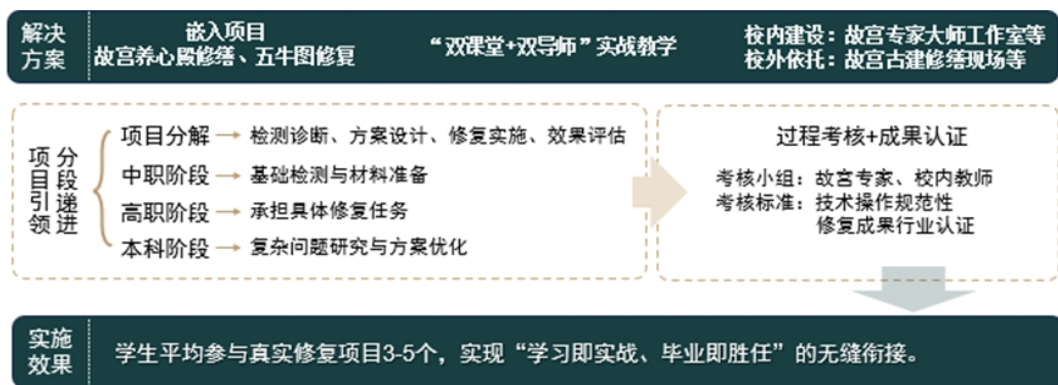 解决
方案
嵌入项目
故宫养心殿修缮、五牛图修复
“双课堂+双导师”实战教学
校内建设：故宫专家大师工作室等
校外依托：故宫古建修缮现场等
项目引领
分段递进
项目分解 → 检测诊断、方案设计、修复实施、效果评估
中职阶段 → 基础检测与材料准备
高职阶段 → 承担具体修复任务
本科阶段 → 复杂问题研究与方案优化
过程考核+成果认证
考核小组：故宫专家、校内教师
考核标准：技术操作规范性
修复成果行业认证
实施
效果
学生平均参与真实修复项目3-5个，实现“学习即实战、毕业即胜任”的无缝衔接。